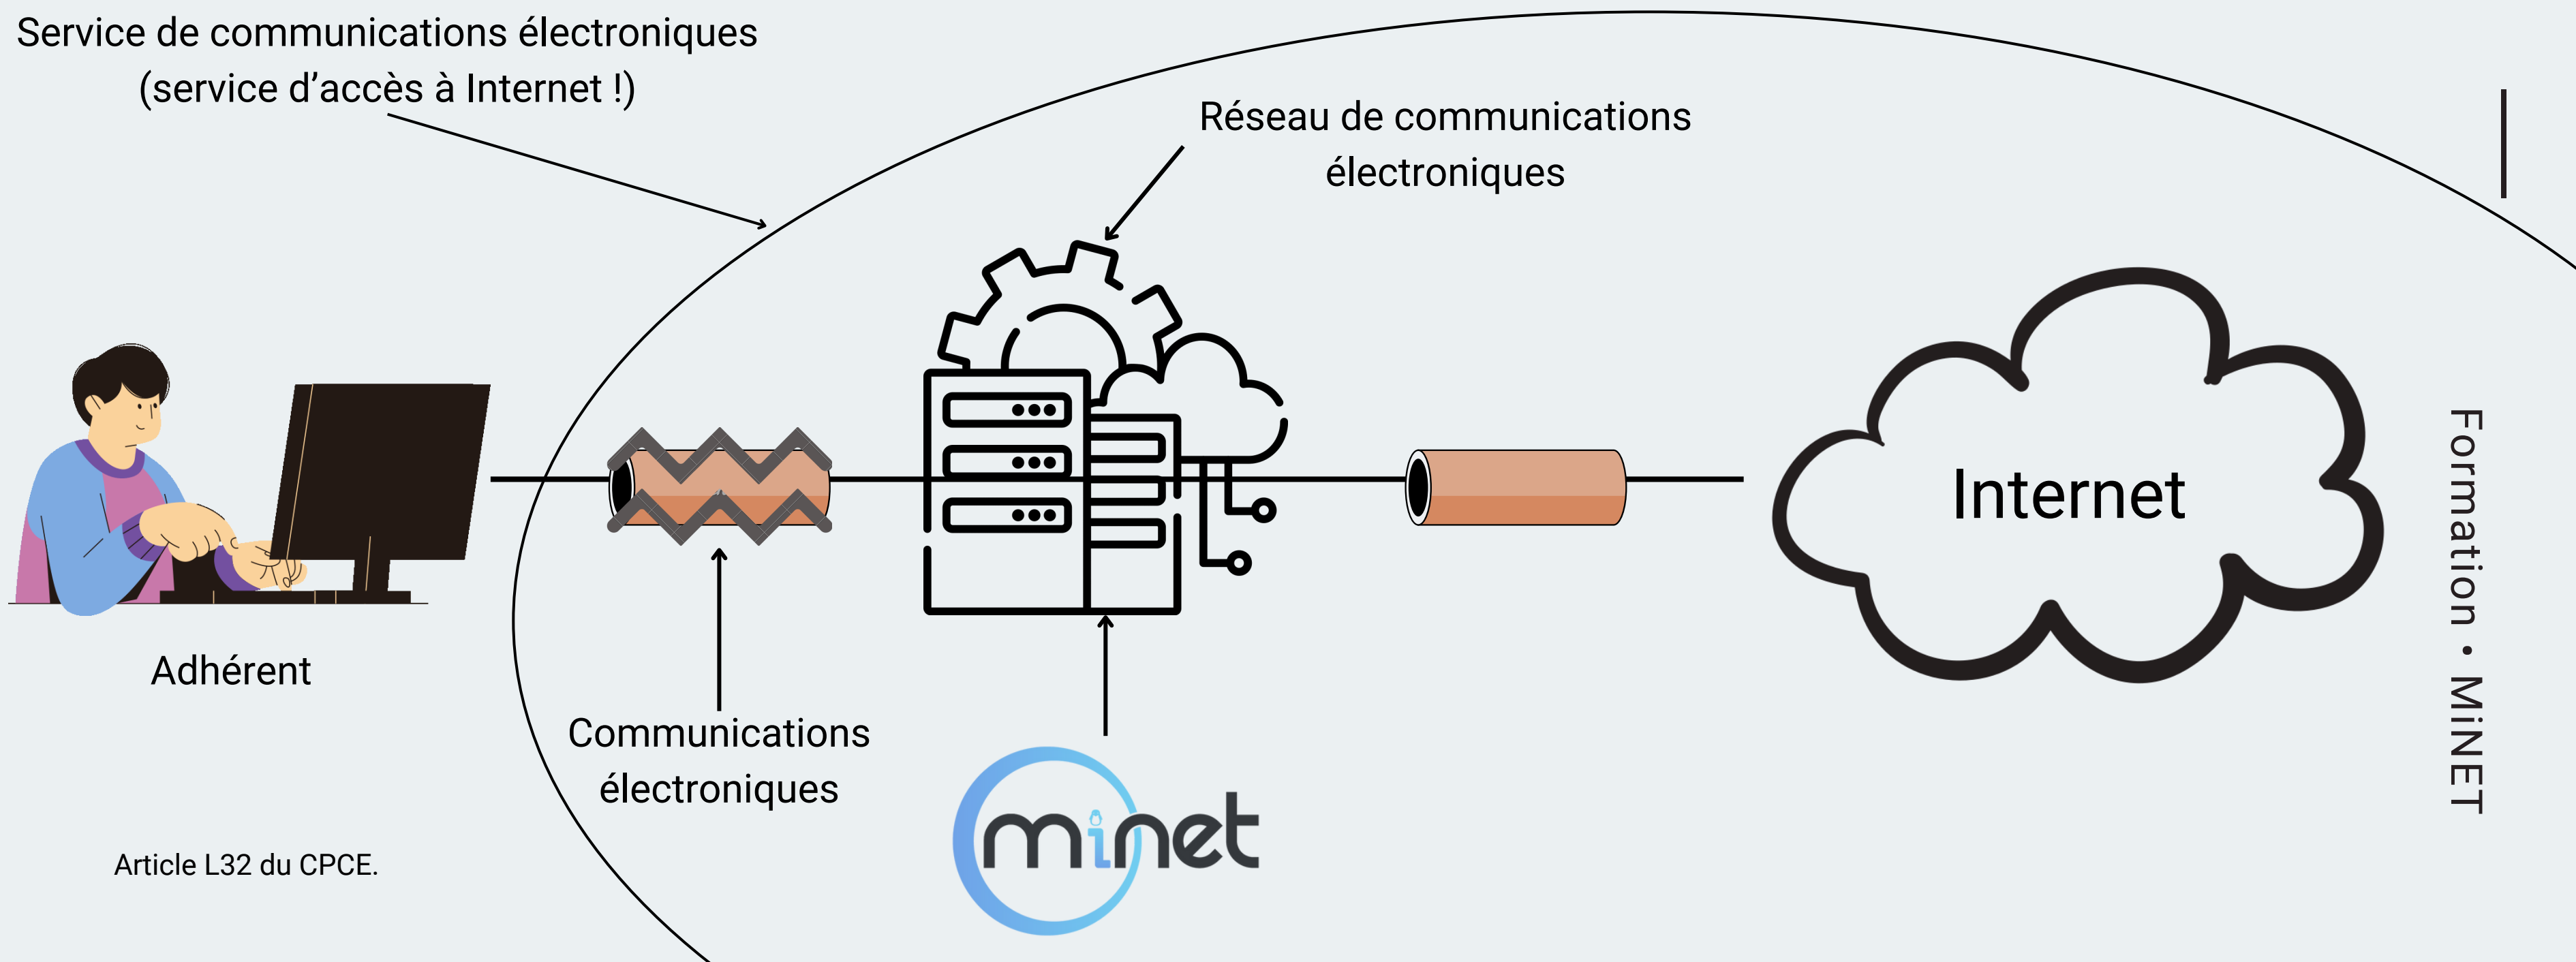 Service de communications électroniques
(service d’accès à Internet !)
Réseau de communications
électroniques
Internet
Adhérent
Communications
électroniques
minet
Article L32 du CPCE.
Formation • MiNET